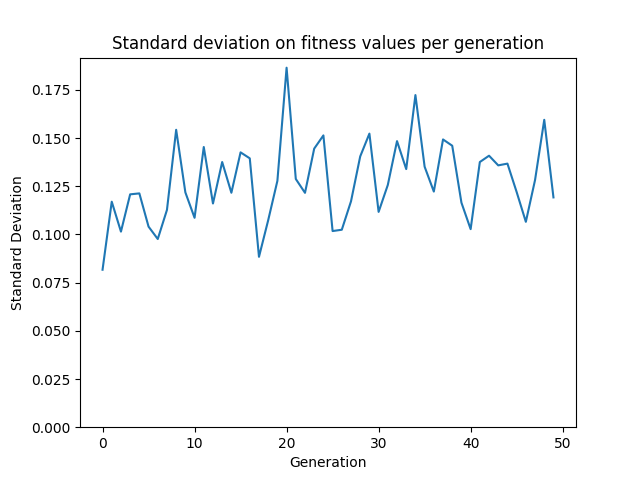 Standard deviation on fitness values per generation
0.175
0.150
0.125
0.100
0.075
0.050
0.025
0.000
Standard Deviation
0 10 20 30 40 50
Generation